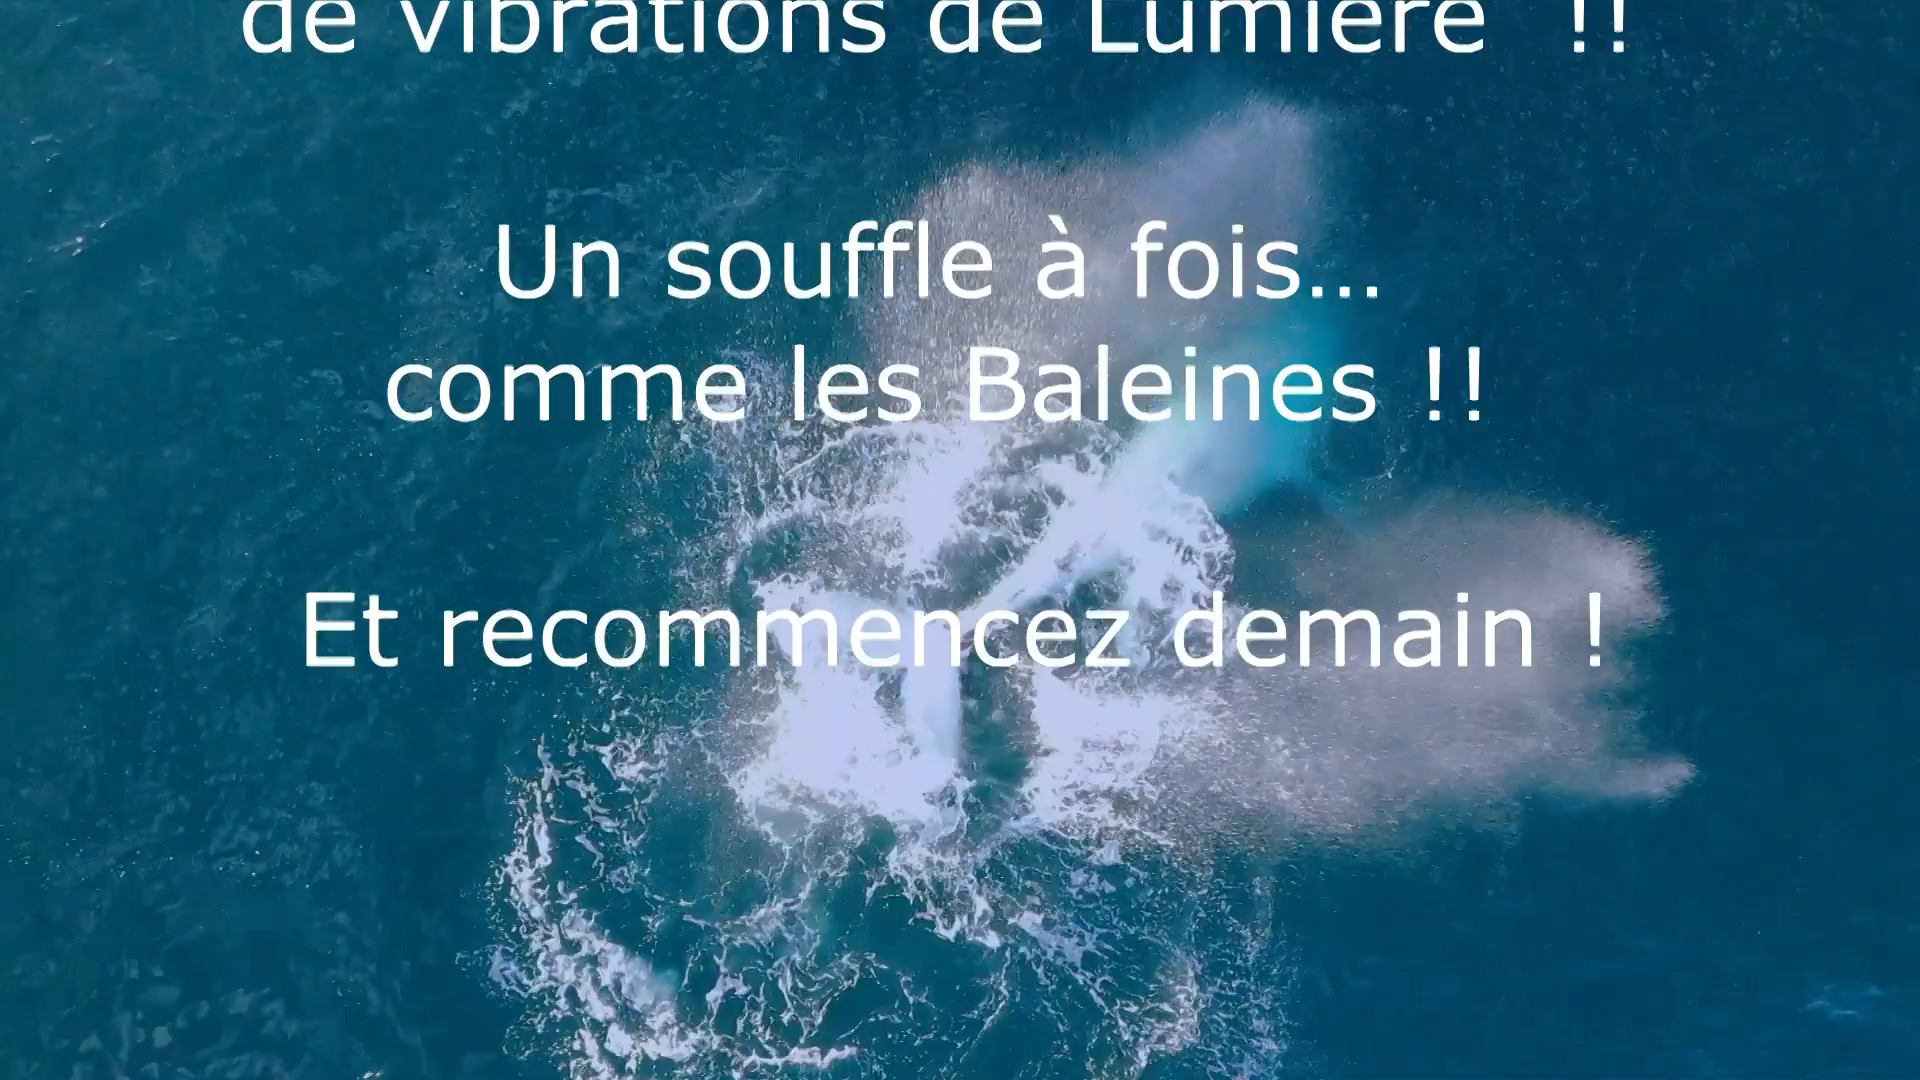 de vibrations de Lumière !!
Un souffle à fois...
comme les Baleines !!
Et recommencez demain !